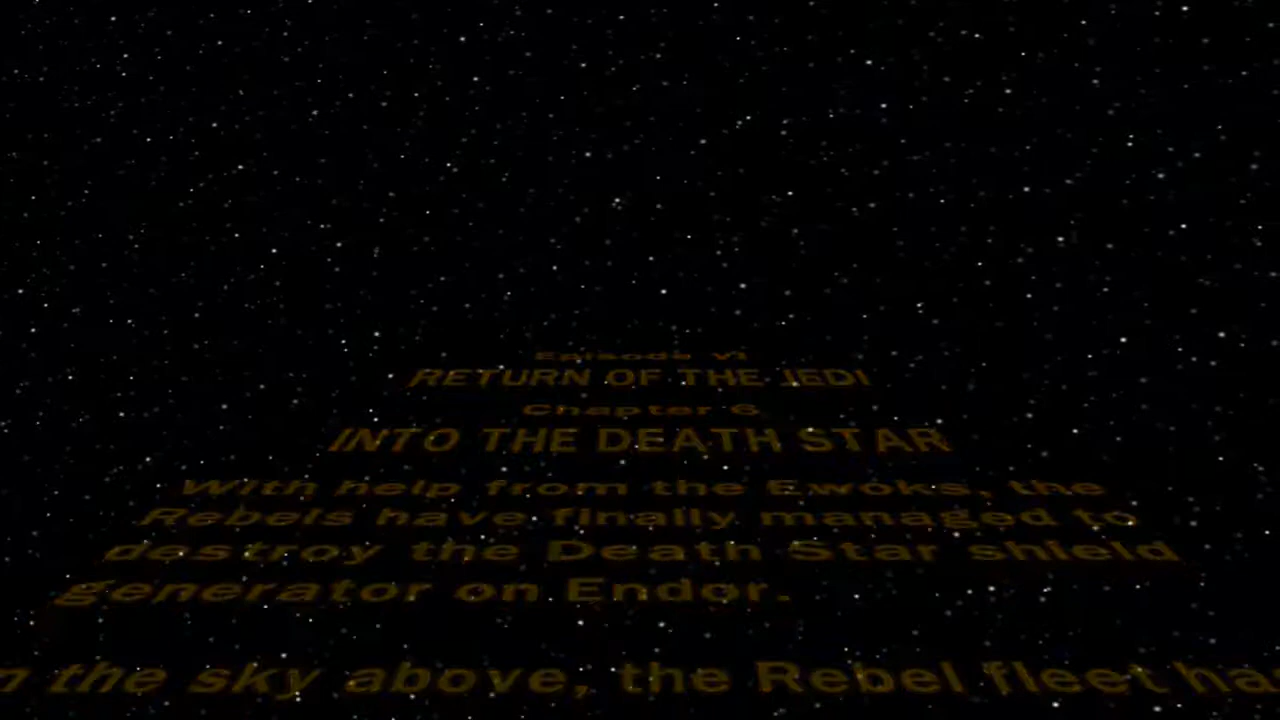 Episode VI
RETURN OF THE JEDI
Chapter 6
INTO THE DEATH STAR
With help from the Ewoks, the
Rebels have finally managed to
destroy the Death Star shield
generator on Endor.
the sky above, the Rebel fleet